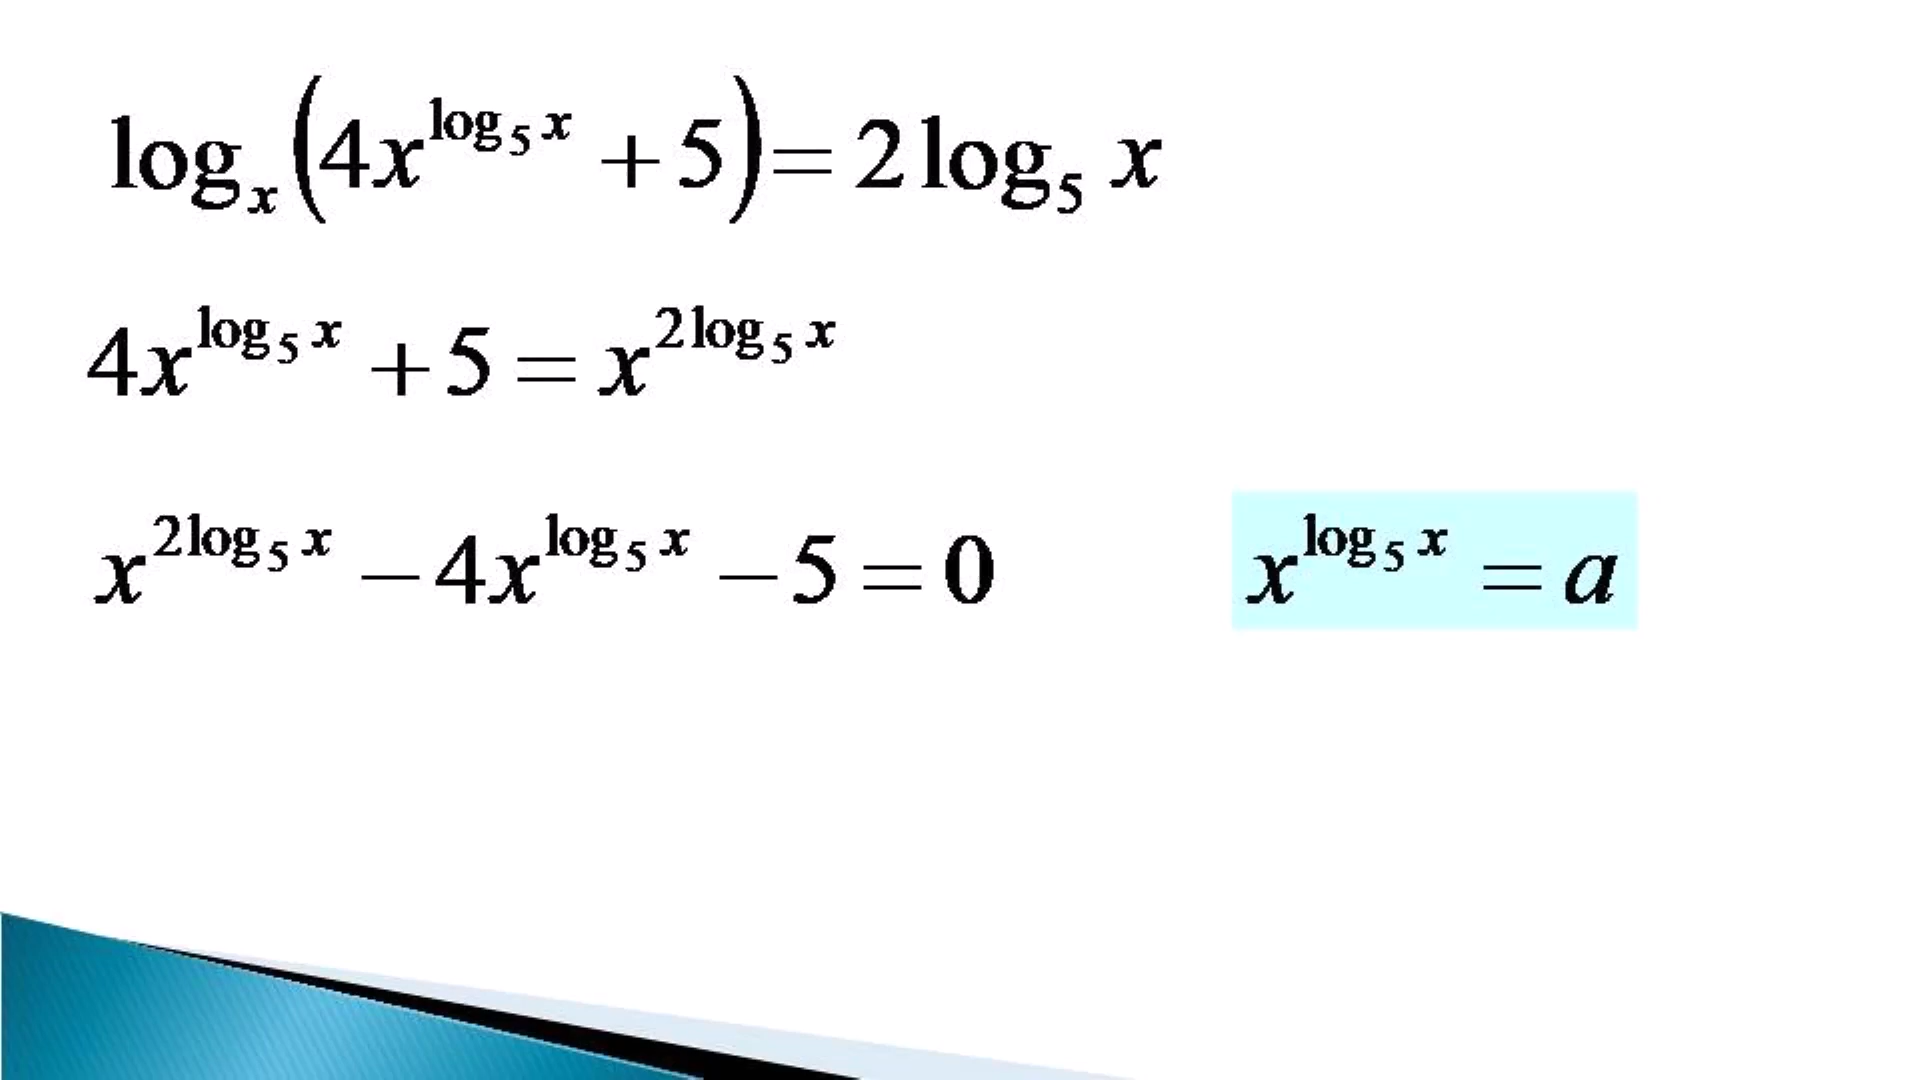 log_x(4x^{log_5 x} + 5) = 2 log_5 x
4x^{log_5 x} + 5 = x^{2 log_5 x}
x^{2 log_5 x} − 4x^{log_5 x} − 5 = 0
x^{log_5 x} = a